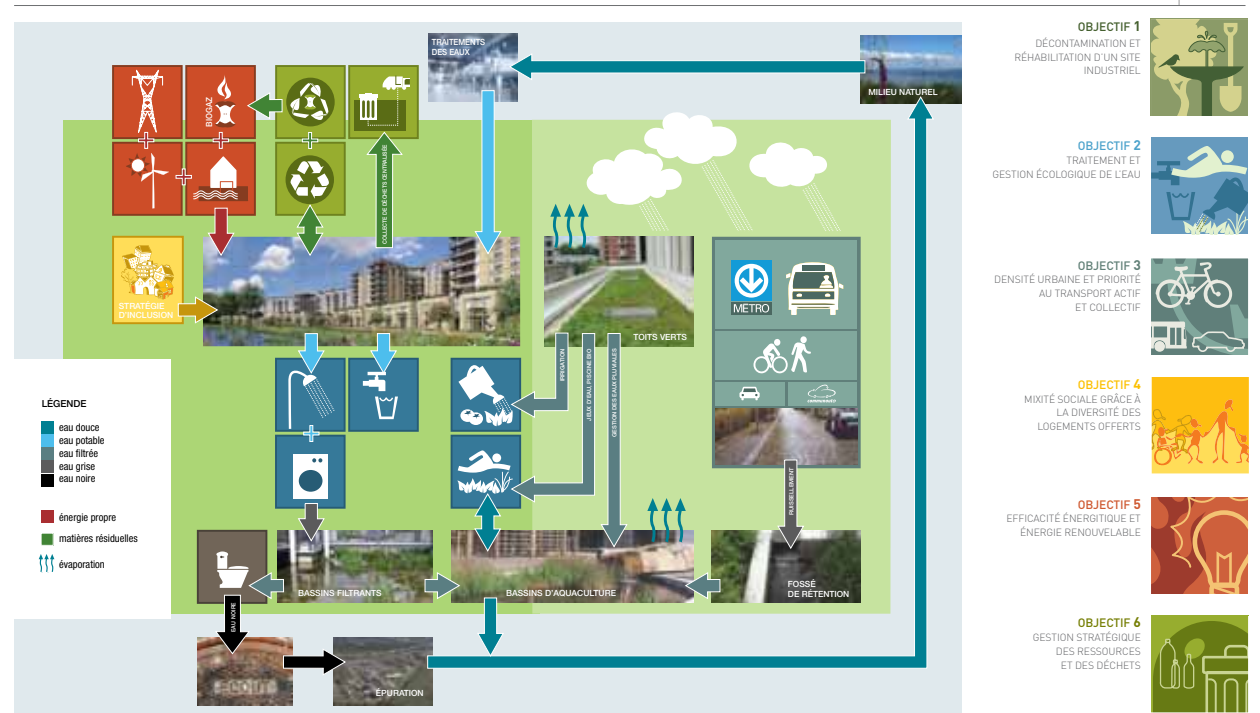 TRAITEMENTS
DES EAUX
MILIEU NATUREL
BIOGAZ
COLLECTE DE DÉCHETS CENTRALISÉE
STRATÉGIE
D'INCLUSION
TOITS VERTS
METRO
COMMUNAUTO
IRRIGATION
JEUX D'EAU, PISCINE BIO
GESTION DES EAUX PLUVIALES
RUISSELLEMENT
LÉGENDE
eau douce
eau potable
eau filtrée
eau grise
eau noire
énergie propre
matières résiduelles
évaporation
BASSINS FILTRANTS
BASSINS D'AQUACULTURE
FOSSÉ
DE RÉTENTION
EAU NOIRE
ÉGOUT
ÉPURATION
OBJECTIF 1
DÉCONTAMINATION ET
RÉHABILITATION D'UN SITE
INDUSTRIEL
OBJECTIF 2
TRAITEMENT ET
GESTION ÉCOLOGIQUE DE L'EAU
OBJECTIF 3
DENSITÉ URBAINE ET PRIORITÉ
AU TRANSPORT ACTIF
ET COLLECTIF
OBJECTIF 4
MIXITÉ SOCIALE GRÂCE À
LA DIVERSITÉ DES
LOGEMENTS OFFERTS
OBJECTIF 5
EFFICACITÉ ÉNERGITIQUE ET
ÉNERGIE RENOUVELABLE
OBJECTIF 6
GESTION STRATÉGIQUE
DES RESSOURCES
ET DES DÉCHETS